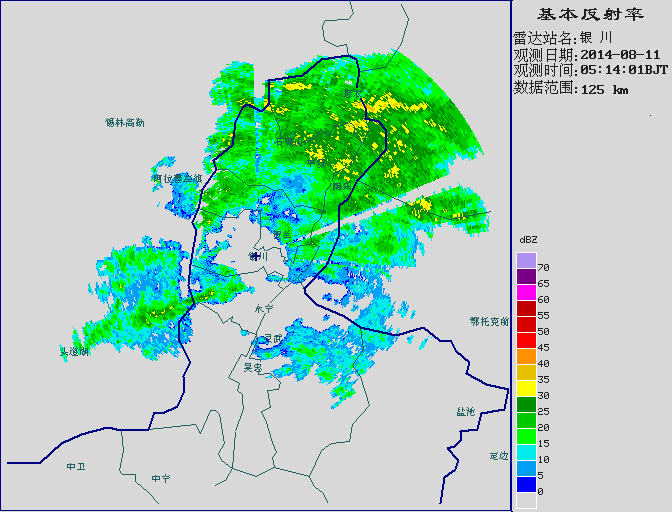 基本反射率
雷达站名:银 川
观测日期:2014-08-11
观测时间:05:14:01BJT
数据范围:125 km
锡林高勒
阿拉善左旗
银川
永宁
灵武
吴忠
头道湖
鄂托克前
盐池
定边
中卫
中宁
dBZ
70
65
60
55
50
45
40
35
30
25
20
15
10
5
0